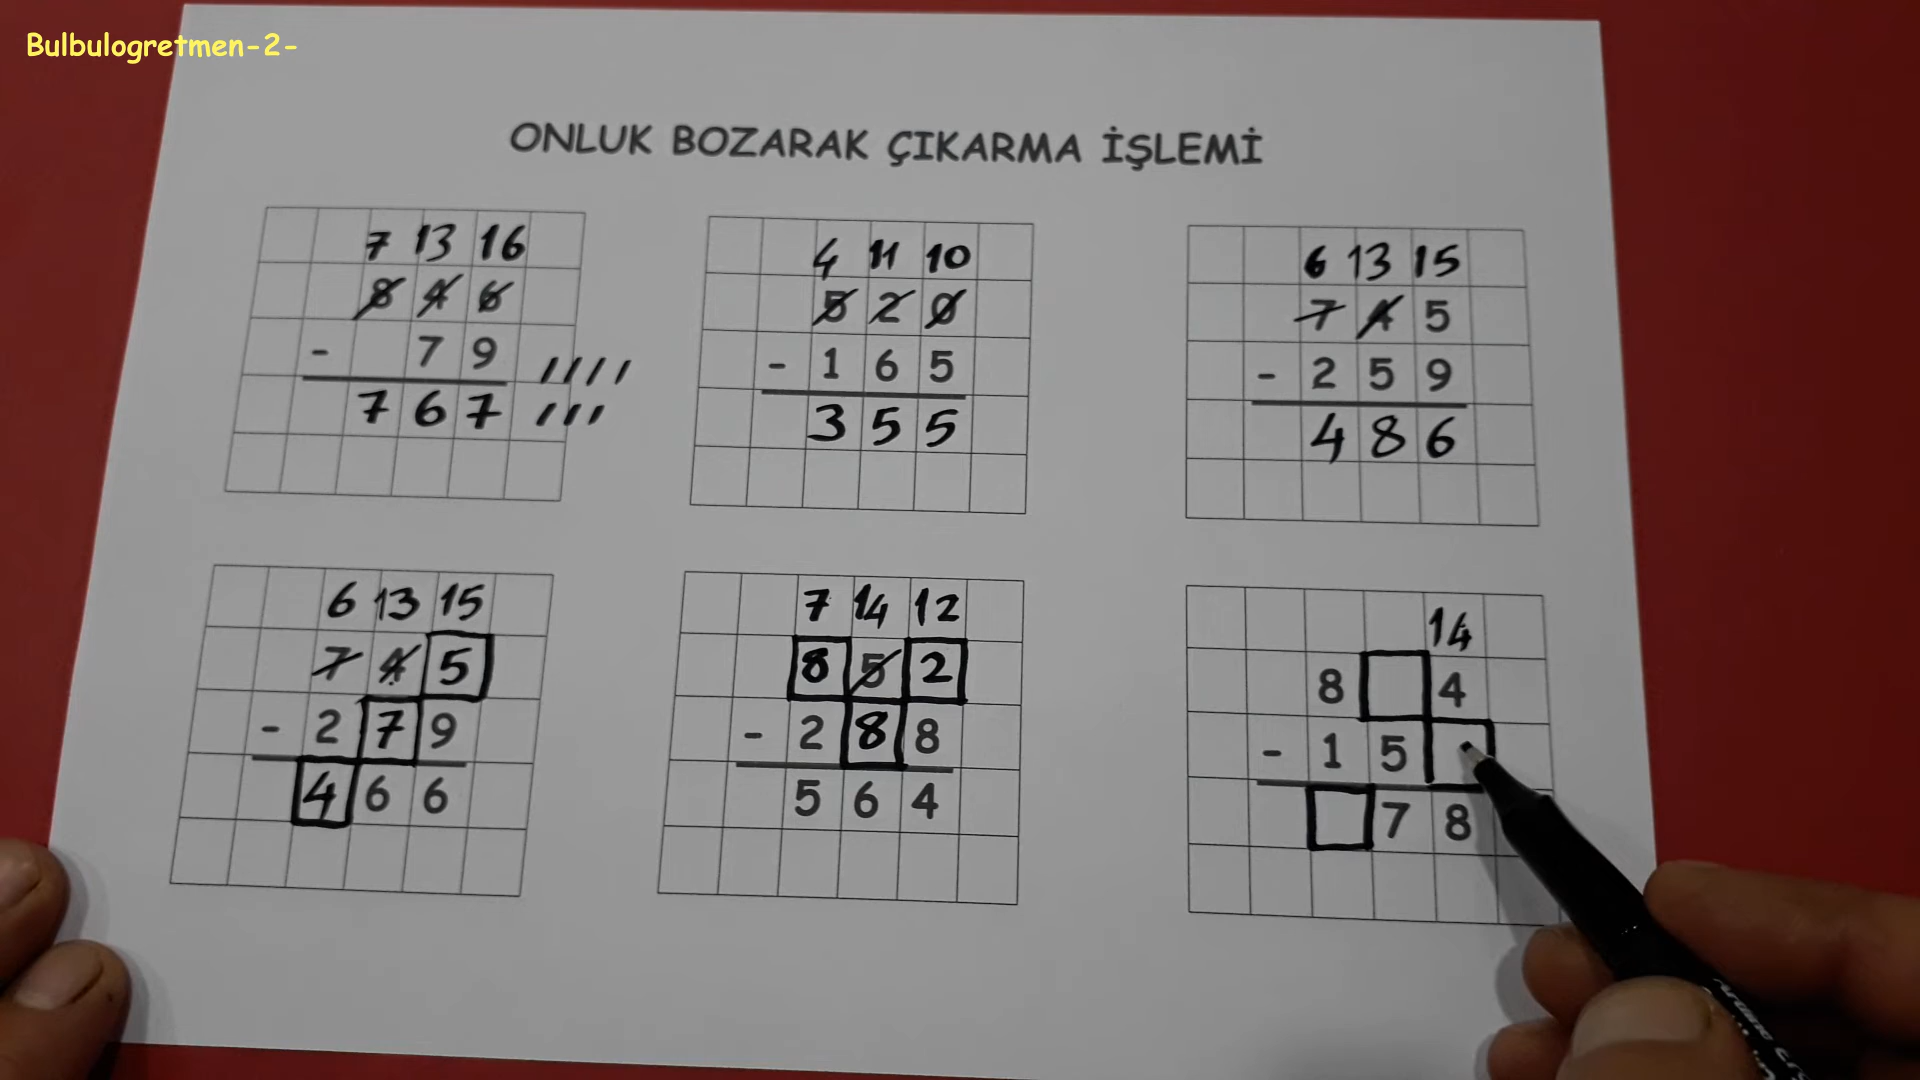 Bulbulogretmen-2-
ONLUK BOZARAK ÇIKARMA İŞLEMİ
7 13 16
8 4 6
- 7 9
7 6 7
4 11 10
5 2 0
- 1 6 5
3 5 5
6 13 15
7 4 5
- 2 5 9
4 8 6
6 13 15
7 4 5
- 2 7 9
4 6 6
7 14 12
8 5 2
- 2 8 8
5 6 4
14
8 4
- 1 5
7 8